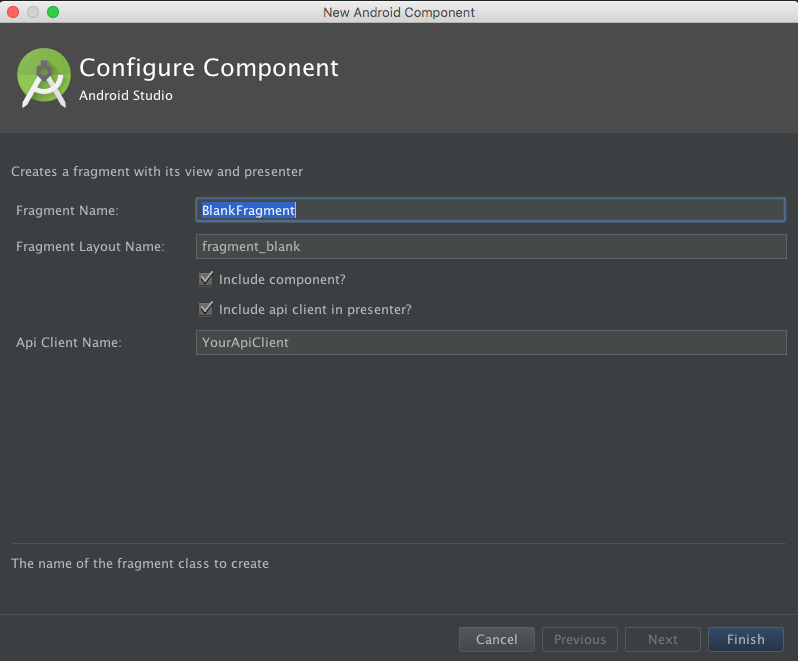 New Android Component
Configure Component
Android Studio
Creates a fragment with its view and presenter
Fragment Name:
BlankFragment
Fragment Layout Name:
fragment_blank
Include component?
Include api client in presenter?
Api Client Name:
YourApiClient
The name of the fragment class to create
Cancel
Previous
Next
Finish